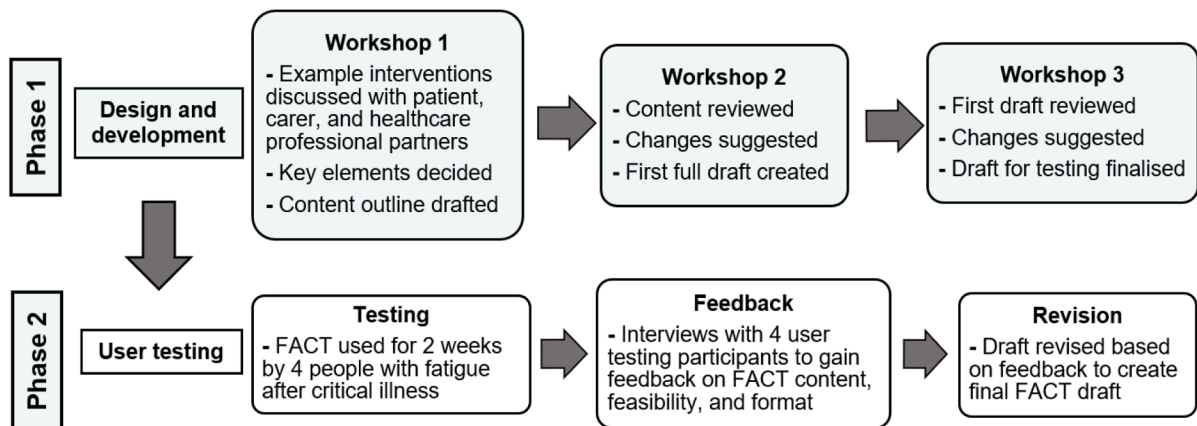 Phase 1
Design and
development
Workshop 1
- Example interventions
discussed with patient,
carer, and healthcare
professional partners
- Key elements decided
- Content outline drafted
Workshop 2
- Content reviewed
- Changes suggested
- First full draft created
Workshop 3
- First draft reviewed
- Changes suggested
- Draft for testing finalised
Phase 2
User testing
Testing
- FACT used for 2 weeks
by 4 people with fatigue
after critical illness
Feedback
- Interviews with 4 user
testing participants to gain
feedback on FACT content,
feasibility, and format
Revision
- Draft revised based
on feedback to create
final FACT draft